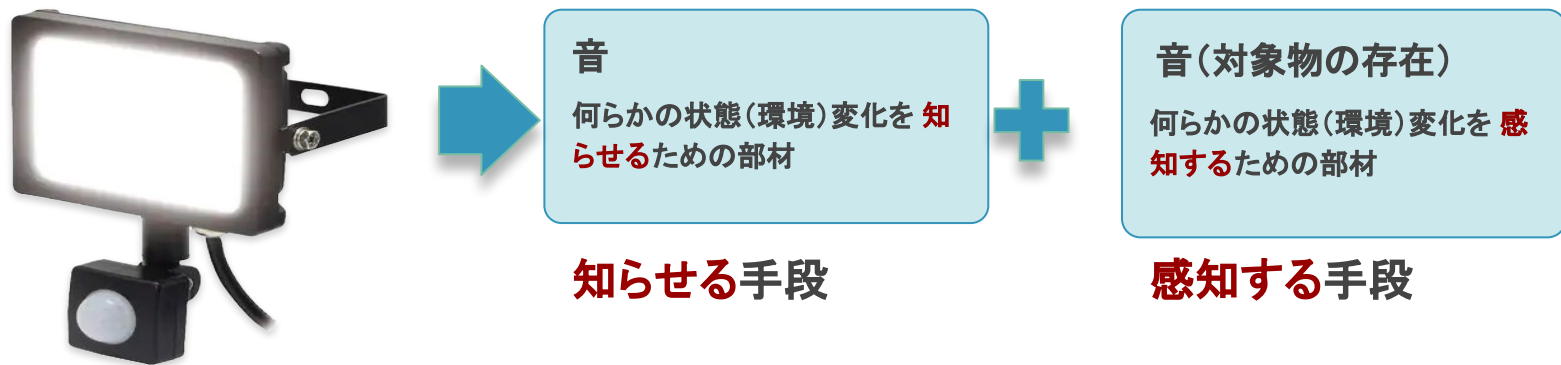 音
何らかの状態（環境）変化を 知
らせるための部材
知らせる手段
音（対象物の存在）
何らかの状態（環境）変化を 感
知するための部材
感知する手段